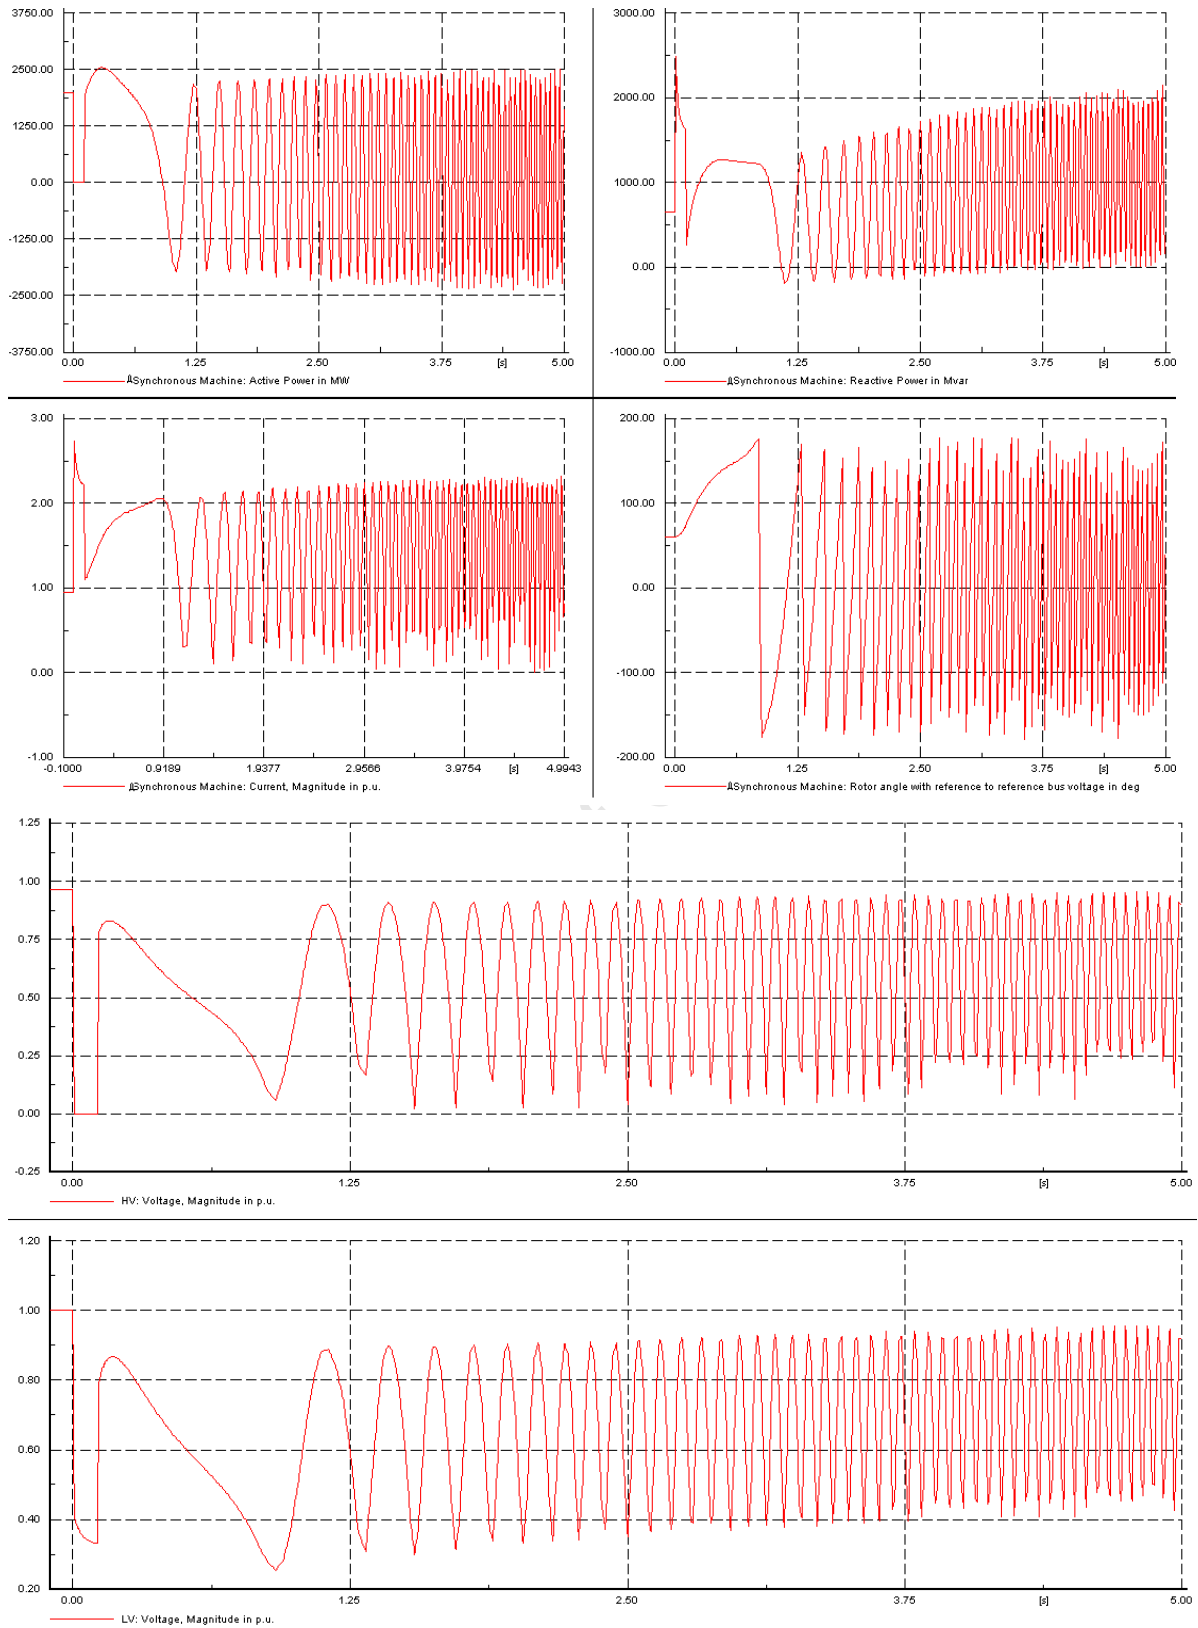 3750.00
2500.00
1250.00
0.00
-1250.00
-2500.00
-3750.00
0.00 1.25 2.50 3.75 [s] 5.00
Synchronous Machine: Active Power in MW
3000.00
2000.00
1000.00
0.00
-1000.00
0.00 1.25 2.50 3.75 [s] 5.00
Synchronous Machine: Reactive Power in Mvar
3.00
2.00
1.00
0.00
-1.00
-0.1000 0.9189 1.9377 2.9566 3.9754 [s] 4.9943
Synchronous Machine: Current, Magnitude in p.u.
200.00
100.00
0.00
-100.00
-200.00
0.00 1.25 2.50 3.75 [s] 5.00
Synchronous Machine: Rotor angle with reference to reference bus voltage in deg
1.25
1.00
0.75
0.50
0.25
0.00
-0.25
0.00 1.25 2.50 3.75 [s] 5.00
HV: Voltage, Magnitude in p.u.
1.20
1.00
0.80
0.60
0.40
0.20
0.00 1.25 2.50 3.75 [s] 5.00
LV: Voltage, Magnitude in p.u.